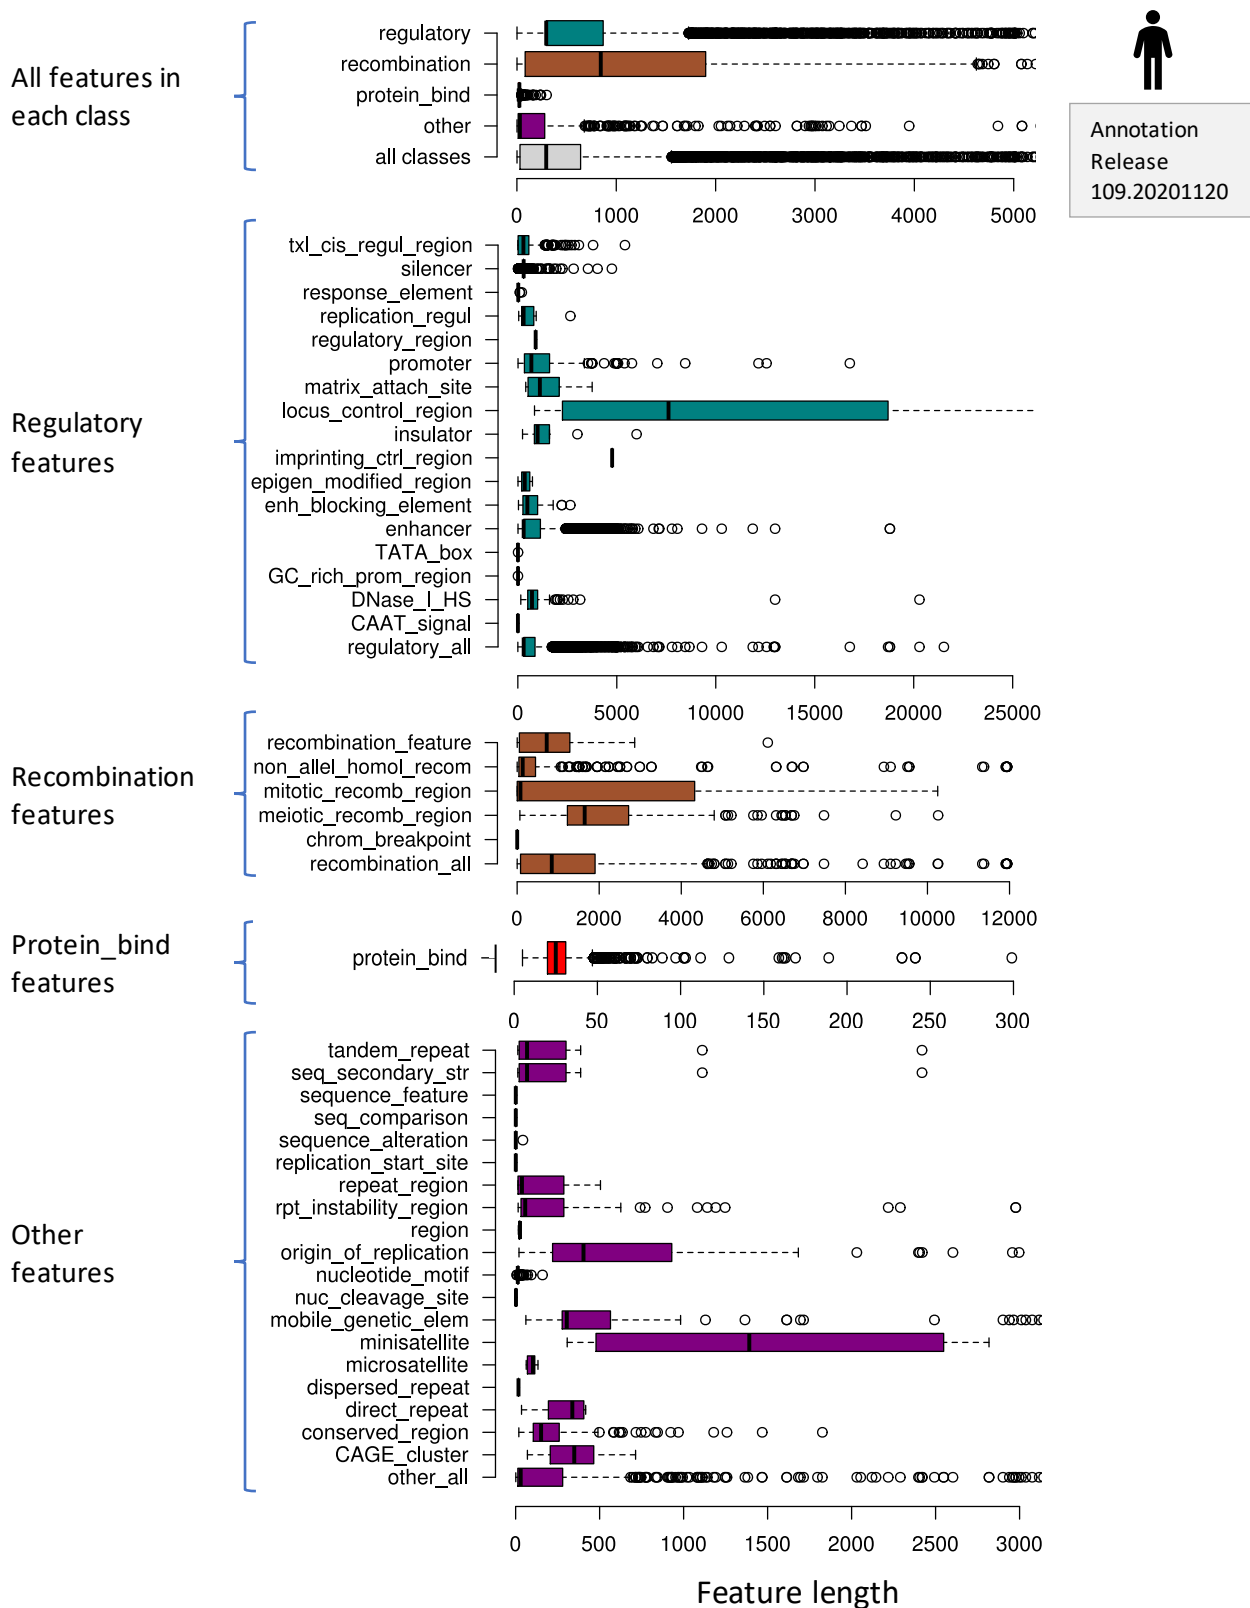 All features in
each class
regulatory
recombination
protein_bind
other
all classes
0 1000 2000 3000 4000 5000
Annotation
Release
109.20201120
Regulatory
features
txl_cis_regul_region
silencer
response_element
replication_regul
regulatory_region
promoter
matrix_attach_site
locus_control_region
insulator
imprinting_ctrl_region
epigen_modified_region
enh_blocking_element
enhancer
TATA_box
GC_rich_prom_region
DNase_I_HS
CAAT_signal
regulatory_all
0 5000 10000 15000 20000 25000
Recombination
features
recombination_feature
non_allel_homol_recom
mitotic_recomb_region
meiotic_recomb_region
chrom_breakpoint
recombination_all
0 2000 4000 6000 8000 10000 12000
Protein_bind
features
protein_bind
0 50 100 150 200 250 300
Other
features
tandem_repeat
seq_secondary_str
sequence_feature
seq_comparison
sequence_alteration
replication_start_site
repeat_region
rpt_instability_region
region
origin_of_replication
nucleotide_motif
nuc_cleavage_site
mobile_genetic_elem
minisatellite
microsatellite
dispersed_repeat
direct_repeat
conserved_region
CAGE_cluster
other_all
0 500 1000 1500 2000 2500 3000
Feature length